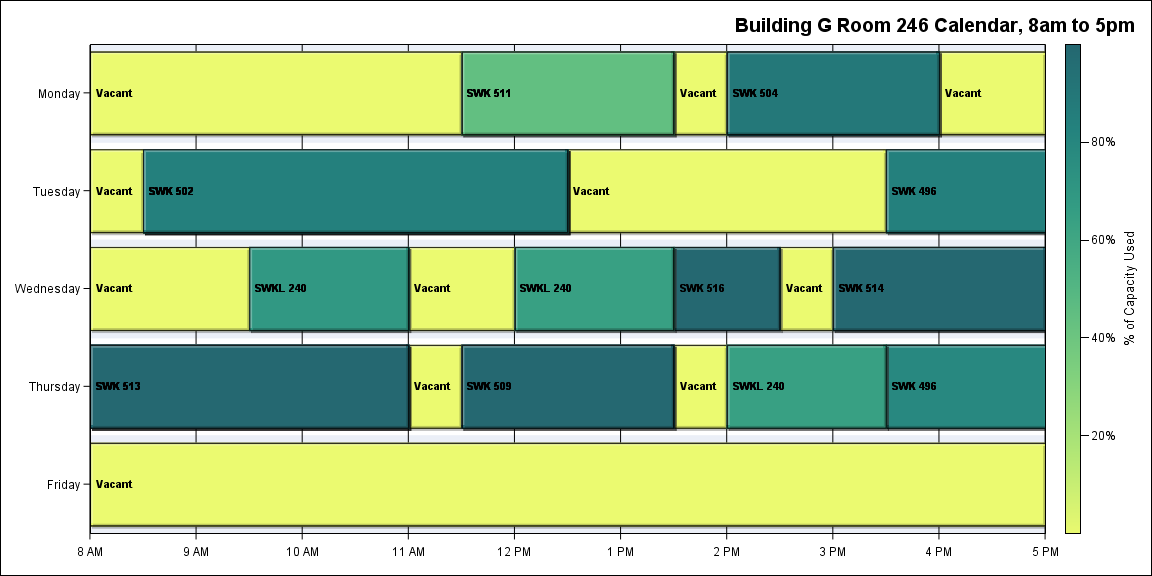 Building G Room 246 Calendar, 8am to 5pm
Monday
Vacant
SWK 511
Vacant
SWK 504
Vacant
Tuesday
Vacant
SWK 502
Vacant
SWK 496
Wednesday
Vacant
SWKL 240
Vacant
SWKL 240
SWK 516
Vacant
SWK 514
Thursday
SWK 513
Vacant
SWK 509
Vacant
SWKL 240
SWK 496
Friday
Vacant
8 AM
9 AM
10 AM
11 AM
12 PM
1 PM
2 PM
3 PM
4 PM
5 PM
80%
60%
40%
20%
% of Capacity Used